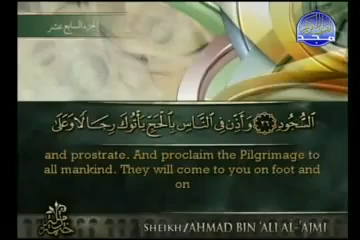 الجزء السابع عشر
السُّجُودِ ٢٦ وَأَذِّن فِي النَّاسِ بِالْحَجِّ يَأْتُوكَ رِجَالًا وَعَلَىٰ
and prostrate. And proclaim the Pilgrimage to
all mankind. They will come to you on foot and
on
SHEIKH/AHMAD BIN 'ALI AL-'AJMI